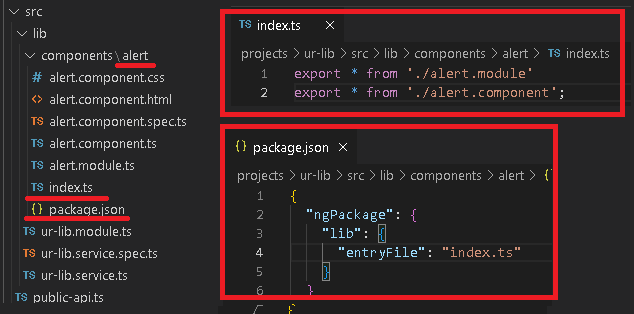 src
lib
components\alert
# alert.component.css
<> alert.component.html
TS alert.component.spec.ts
TS alert.component.ts
TS alert.module.ts
TS index.ts
{} package.json
TS ur-lib.module.ts
TS ur-lib.service.spec.ts
TS ur-lib.service.ts
TS public-api.ts
TS index.ts ×
projects > ur-lib > src > lib > components > alert > TS index.ts
1 export * from './alert.module'
2 export * from './alert.component';
{} package.json ×
projects > ur-lib > src > lib > components > alert > {}
1 {
2 "ngPackage": {
3 "lib": {
4 "entryFile": "index.ts"
5 }
6 }
{